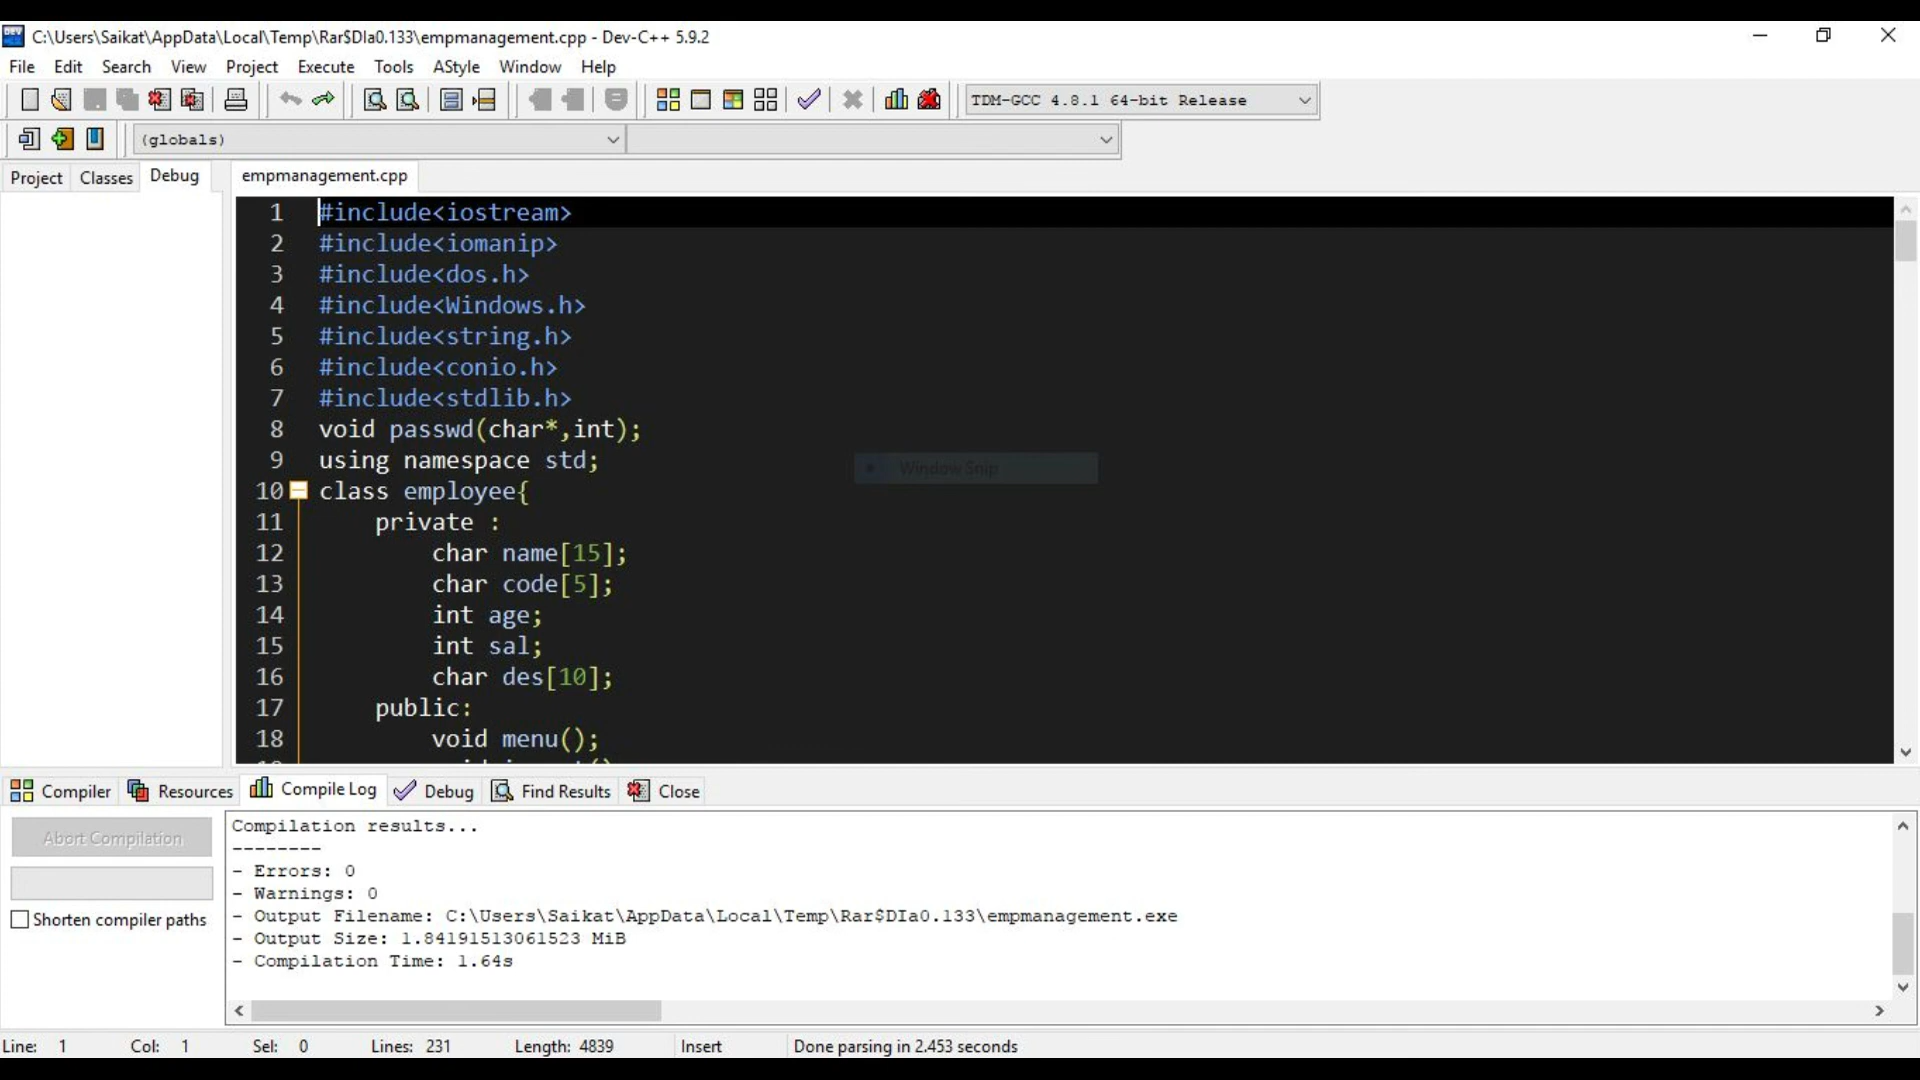 C:\Users\Saikat\AppData\Local\Temp\Rar$DIa0.133\empmanagement.cpp - Dev-C++ 5.9.2
File Edit Search View Project Execute Tools AStyle Window Help
TDM-GCC 4.8.1 64-bit Release
(globals)
Project Classes Debug
empmanagement.cpp
1 #include<iostream>
2 #include<iomanip>
3 #include<dos.h>
4 #include<Windows.h>
5 #include<string.h>
6 #include<conio.h>
7 #include<stdlib.h>
8 void passwd(char*,int);
9 using namespace std;
Window Snip
10 class employee{
11 private :
12 char name[15];
13 char code[5];
14 int age;
15 int sal;
16 char des[10];
17 public:
18 void menu();
Compiler Resources Compile Log Debug Find Results Close
Abort Compilation
Shorten compiler paths
Compilation results...
--------
- Errors: 0
- Warnings: 0
- Output Filename: C:\Users\Saikat\AppData\Local\Temp\Rar$DIa0.133\empmanagement.exe
- Output Size: 1.84191513061523 MiB
- Compilation Time: 1.64s
Line: 1 Col: 1 Sel: 0 Lines: 231 Length: 4839 Insert Done parsing in 2.453 seconds